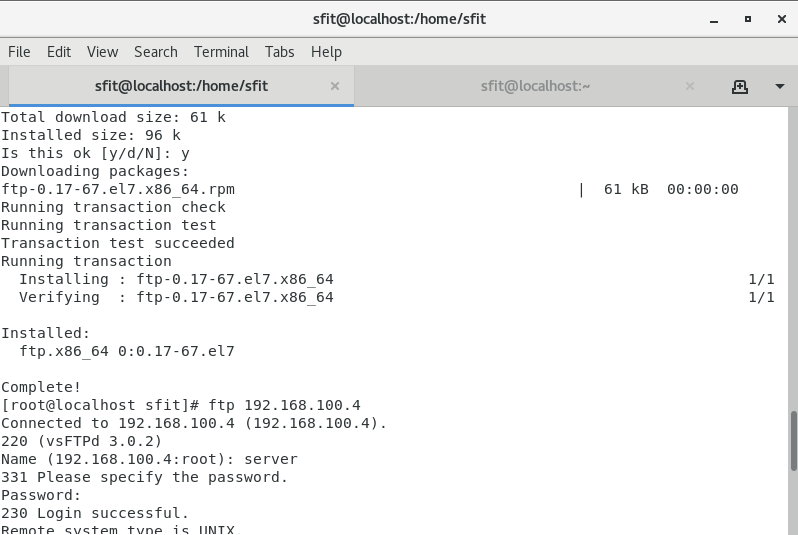 sfit@localhost:/home/sfit
File Edit View Search Terminal Tabs Help
sfit@localhost:/home/sfit
sfit@localhost:~
Total download size: 61 k
Installed size: 96 k
Is this ok [y/d/N]: y
Downloading packages:
ftp-0.17-67.el7.x86_64.rpm | 61 kB 00:00:00
Running transaction check
Running transaction test
Transaction test succeeded
Running transaction
Installing : ftp-0.17-67.el7.x86_64 1/1
Verifying : ftp-0.17-67.el7.x86_64 1/1
Installed:
ftp.x86_64 0:0.17-67.el7
Complete!
[root@localhost sfit]# ftp 192.168.100.4
Connected to 192.168.100.4 (192.168.100.4).
220 (vsFTPd 3.0.2)
Name (192.168.100.4:root): server
331 Please specify the password.
Password:
230 Login successful.
Remote system type is UNIX.